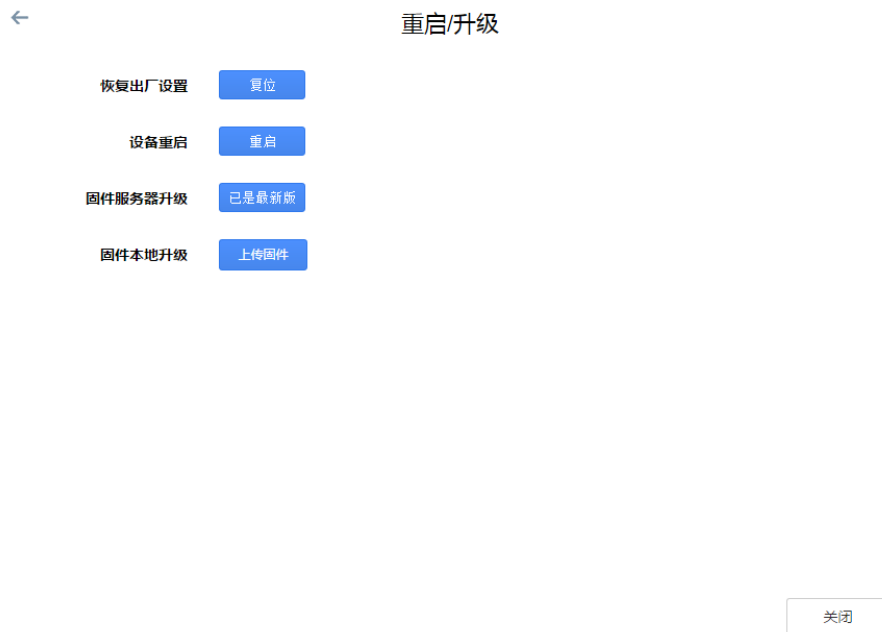 重启/升级
恢复出厂设置 复位
设备重启 重启
固件服务器升级 已是最新版
固件本地升级 上传固件
关闭